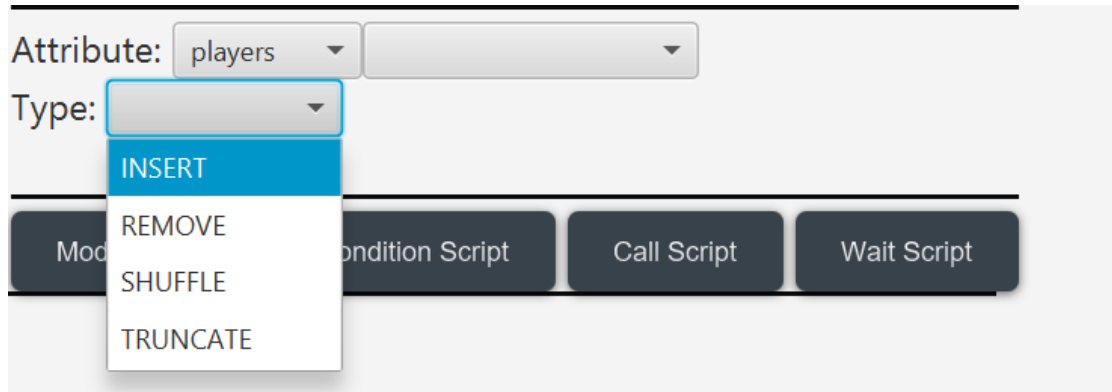 Attribute: players
Type:
INSERT
REMOVE
SHUFFLE
TRUNCATE
Mod
ondition Script
Call Script
Wait Script